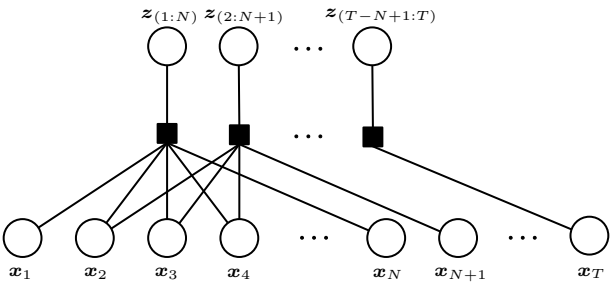 z(1:N) z(2:N+1) z(T−N+1:T)
···
···
··· ···
x1 x2 x3 x4 xN xN+1 xT